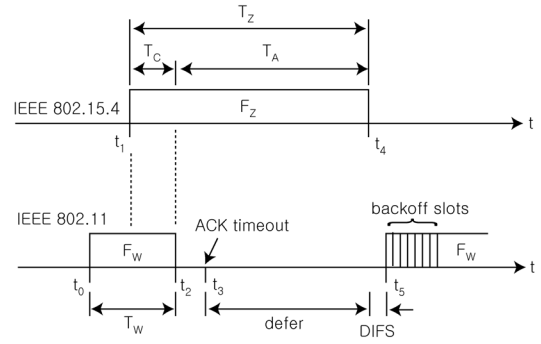 T_Z
T_C T_A
IEEE 802.15.4 F_Z t
t_1 t_4
IEEE 802.11 ACK timeout backoff slots
F_W F_W t
t_0 t_2 t_3 t_5
T_W defer DIFS